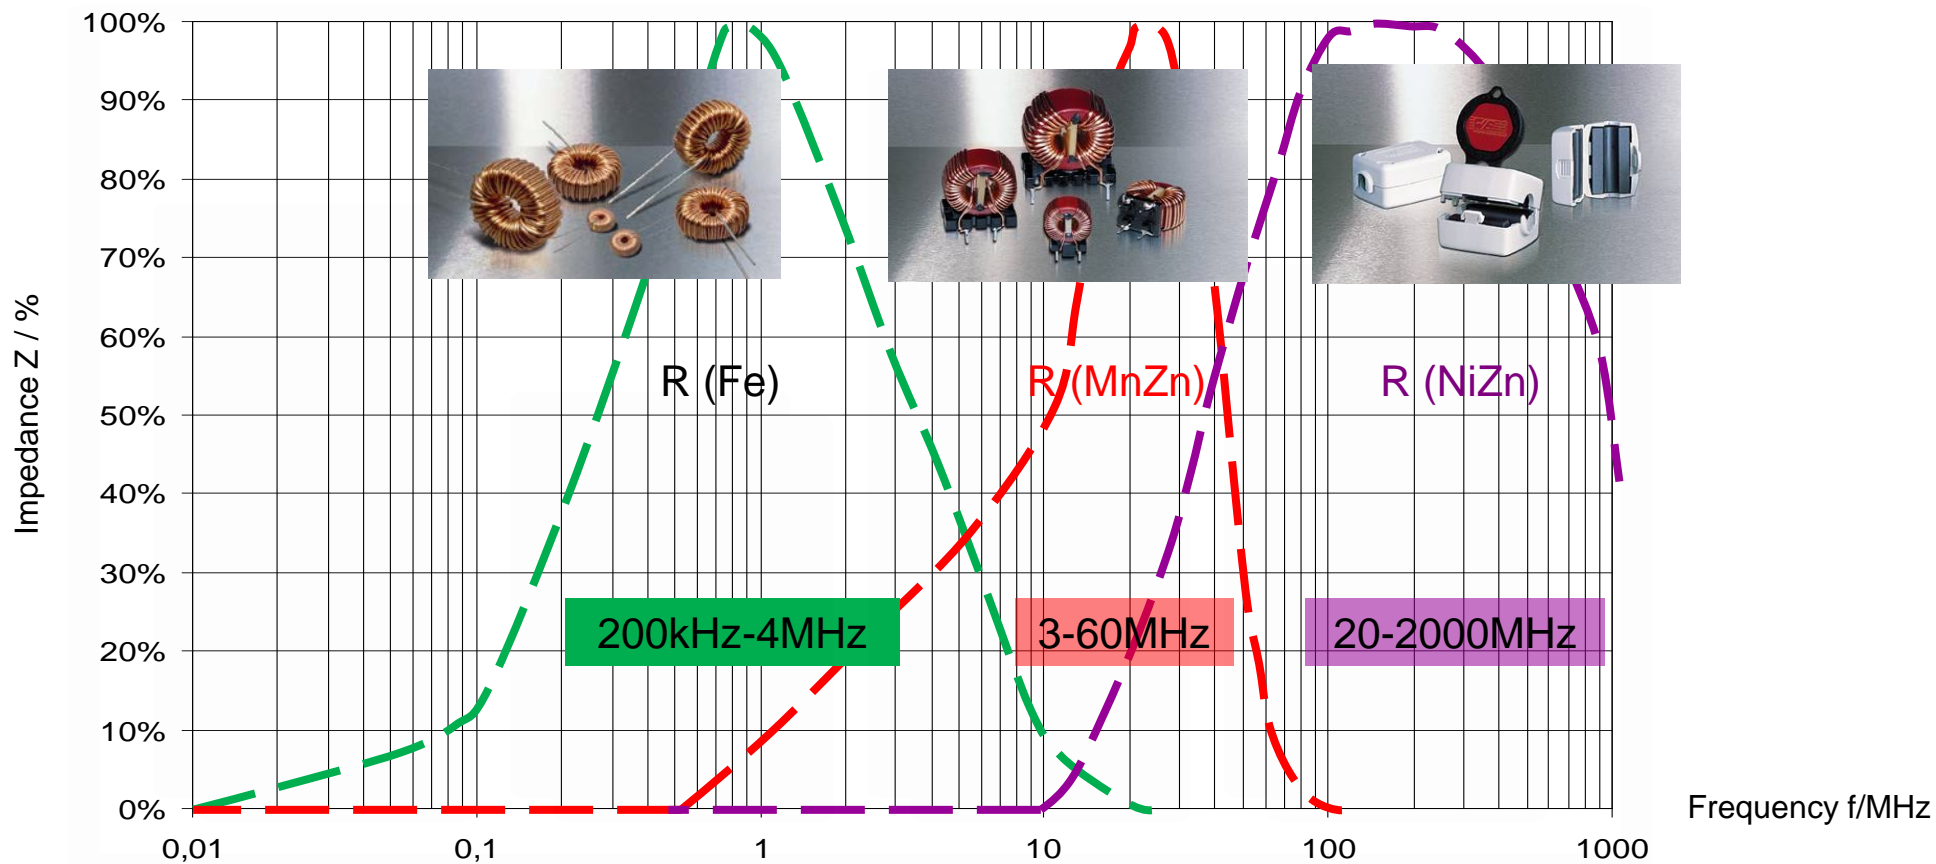 100%
90%
80%
70%
60%
50%
40%
30%
20%
10%
0%
Impedance Z / %
R (Fe)
R (MnZn)
R (NiZn)
200kHz-4MHz
3-60MHz
20-2000MHz
0,01
0,1
1
10
100
1000
Frequency f/MHz